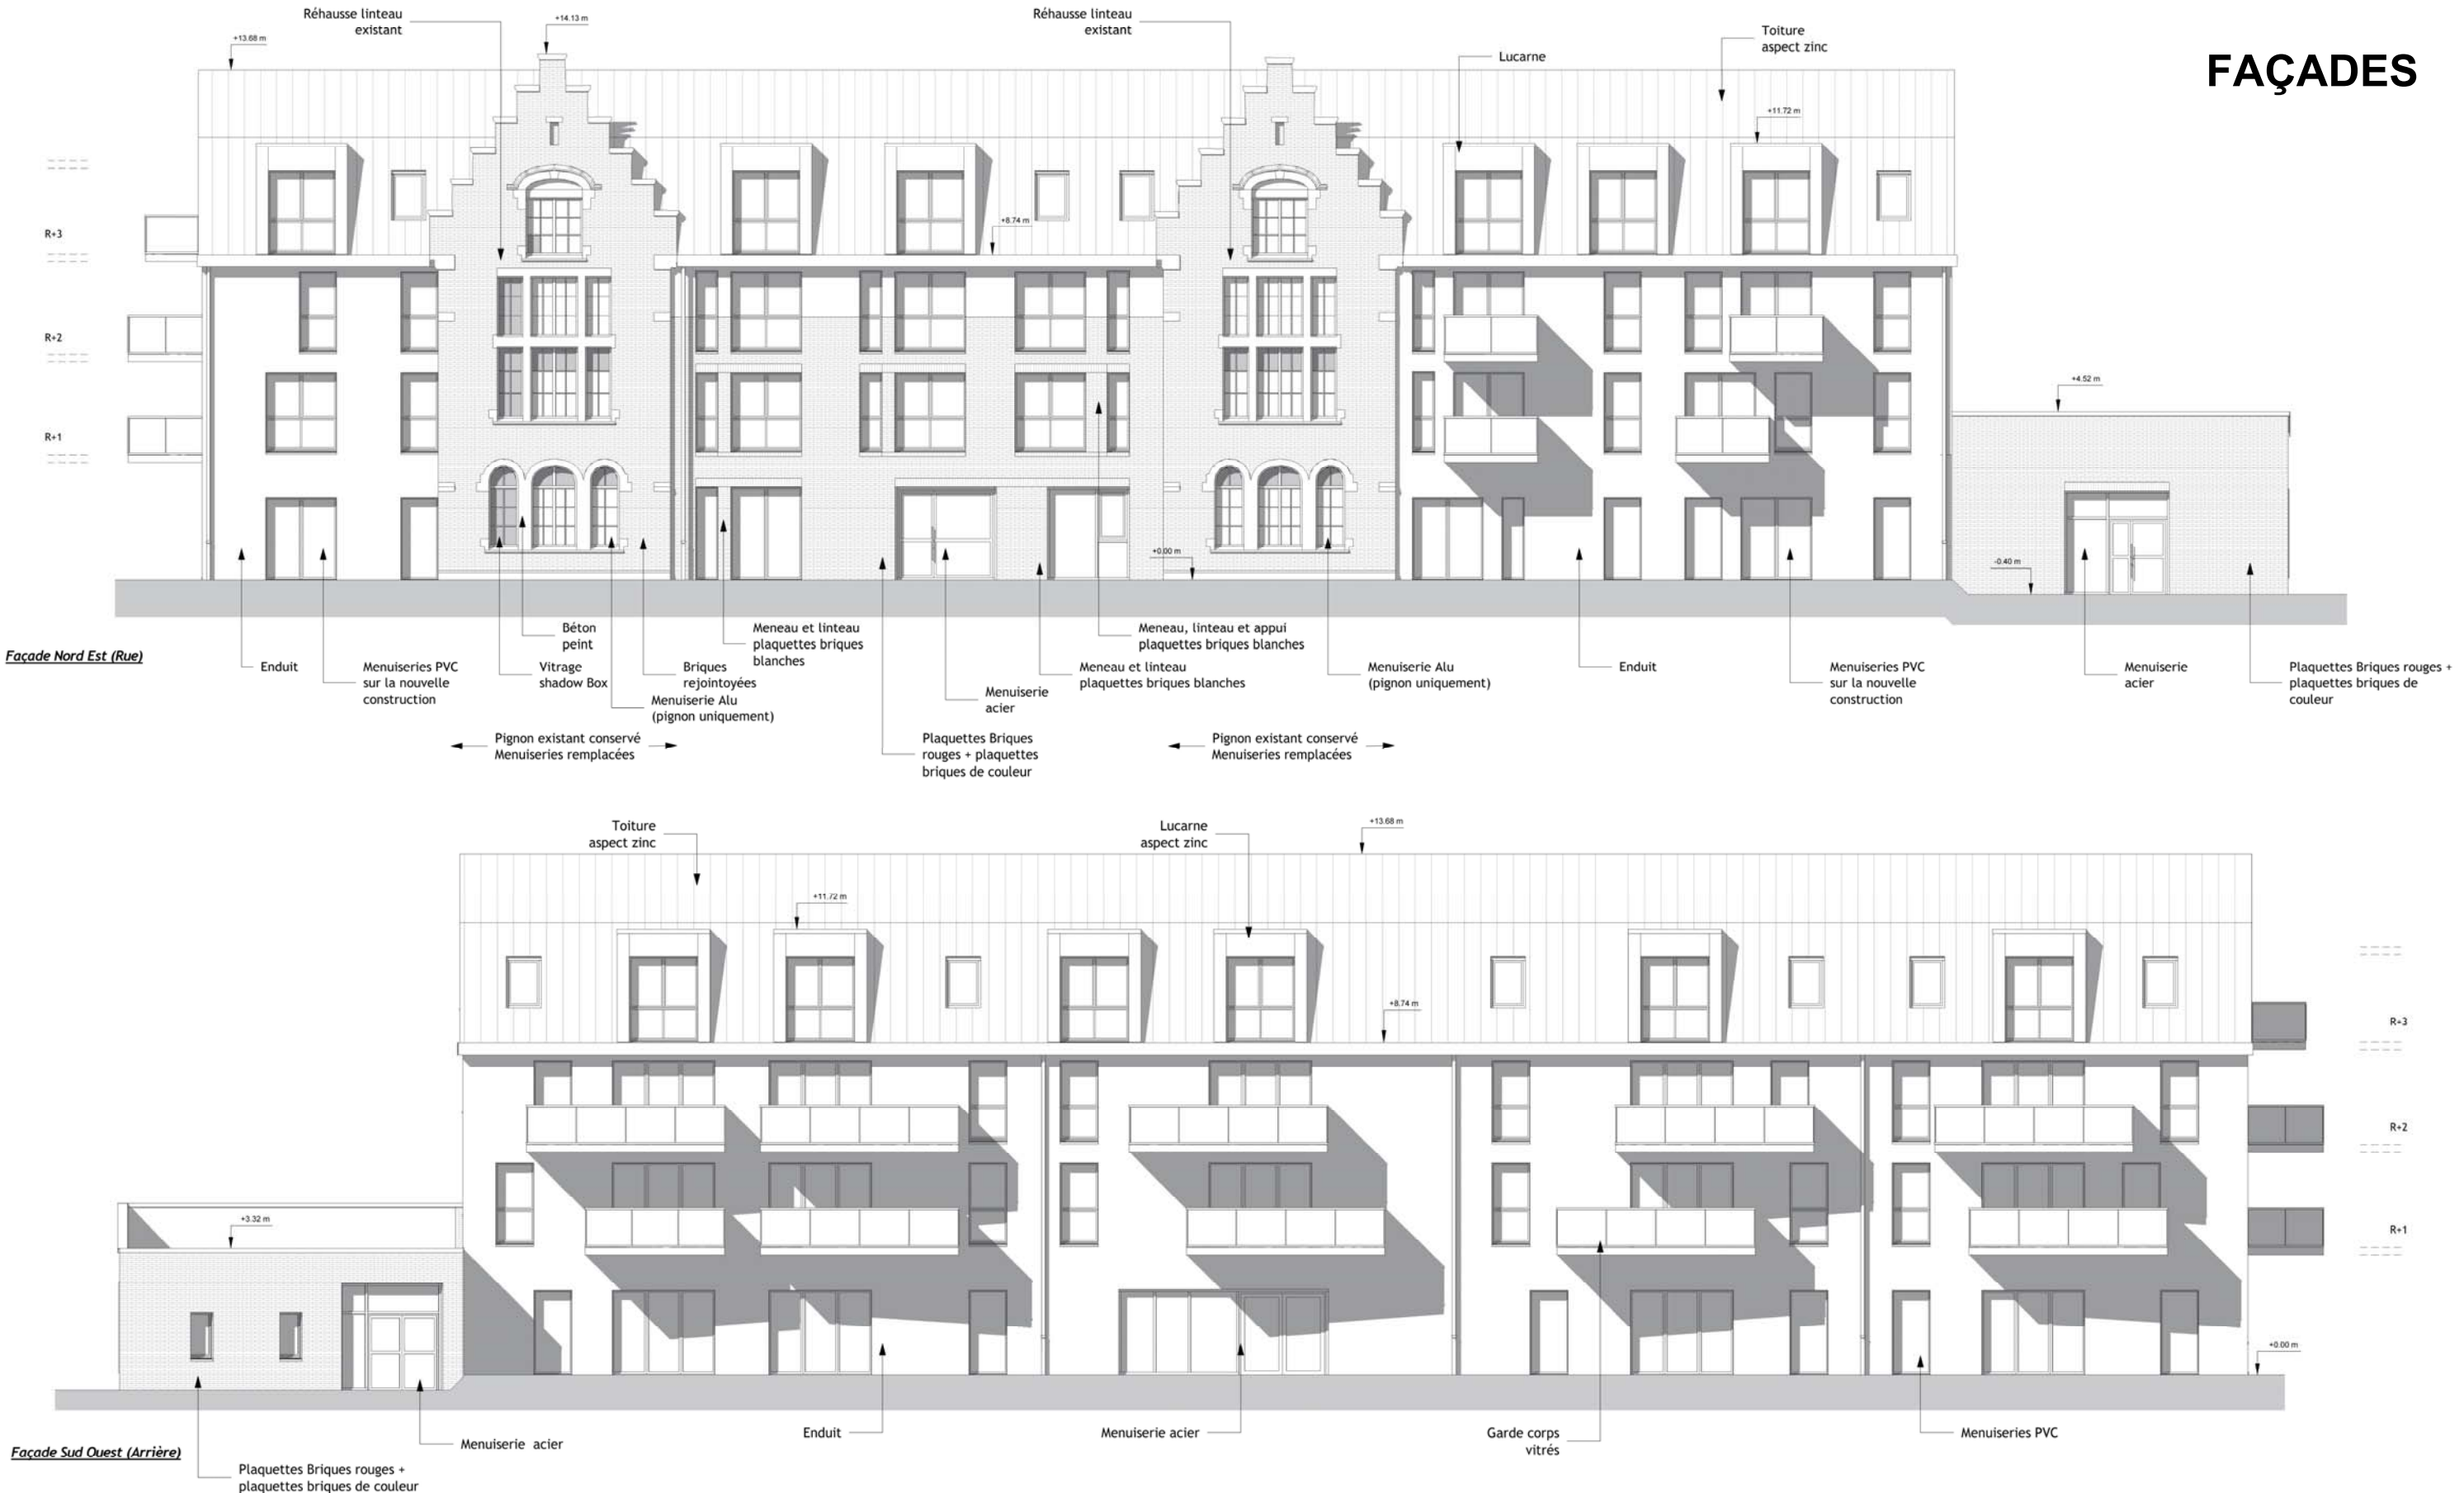 FAÇADES
Réhausse linteau
existant
+14.13 m
+13.68 m
Réhausse linteau
existant
Lucarne
Toiture
aspect zinc
+11.72 m
+8.74 m
R+3
R+2
R+1
+4.52 m
+0.00 m
-0.40 m
Façade Nord Est (Rue)
Enduit
Menuiseries PVC
sur la nouvelle
construction
Béton
peint
Vitrage
shadow Box
Menuiserie Alu
(pignon uniquement)
Briques
rejointoyées
Meneau et linteau
plaquettes briques
blanches
Menuiserie
acier
Plaquettes Briques
rouges + plaquettes
briques de couleur
Meneau, linteau et appui
plaquettes briques blanches
Meneau et linteau
plaquettes briques blanches
Menuiserie Alu
(pignon uniquement)
Enduit
Menuiseries PVC
sur la nouvelle
construction
Menuiserie
acier
Plaquettes Briques rouges +
plaquettes briques de
couleur
Pignon existant conservé
Menuiseries remplacées
Pignon existant conservé
Menuiseries remplacées
Toiture
aspect zinc
Lucarne
aspect zinc
+13.68 m
+11.72 m
+8.74 m
R+3
R+2
R+1
+3.32 m
+0.00 m
Façade Sud Ouest (Arrière)
Plaquettes Briques rouges +
plaquettes briques de couleur
Menuiserie acier
Enduit
Menuiserie acier
Garde corps
vitrés
Menuiseries PVC